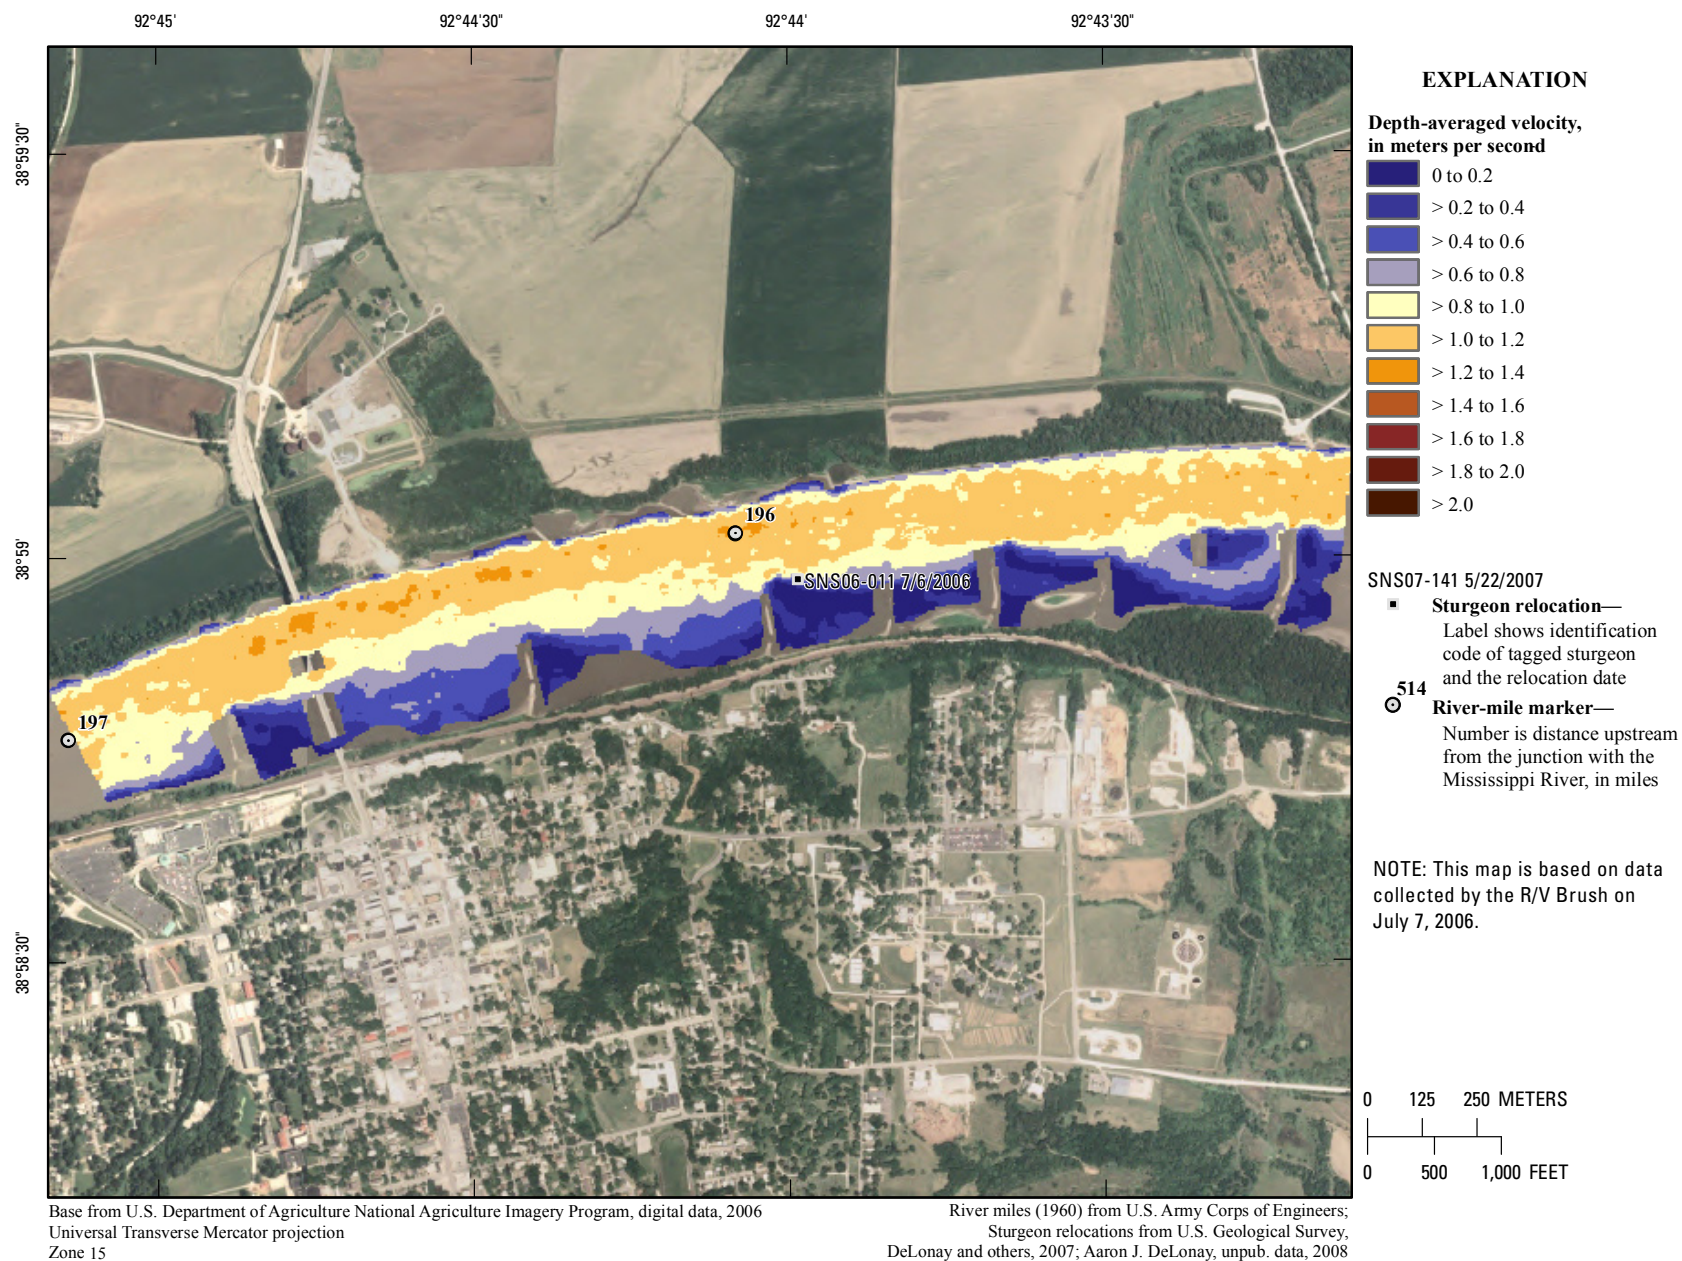 92°45'
92°44'30"
92°44'
92°43'30"
38°59'30"
38°59'
38°58'30"
196
SNS06-011 7/6/2006
197
EXPLANATION
Depth-averaged velocity,
in meters per second
0 to 0.2
> 0.2 to 0.4
> 0.4 to 0.6
> 0.6 to 0.8
> 0.8 to 1.0
> 1.0 to 1.2
> 1.2 to 1.4
> 1.4 to 1.6
> 1.6 to 1.8
> 1.8 to 2.0
> 2.0
SNS07-141 5/22/2007
Sturgeon relocation—
Label shows identification
code of tagged sturgeon
and the relocation date
514
River-mile marker—
Number is distance upstream
from the junction with the
Mississippi River, in miles
NOTE: This map is based on data
collected by the R/V Brush on
July 7, 2006.
0 125 250 METERS
0 500 1,000 FEET
Base from U.S. Department of Agriculture National Agriculture Imagery Program, digital data, 2006
Universal Transverse Mercator projection
Zone 15
River miles (1960) from U.S. Army Corps of Engineers;
Sturgeon relocations from U.S. Geological Survey,
DeLonay and others, 2007; Aaron J. DeLonay, unpub. data, 2008